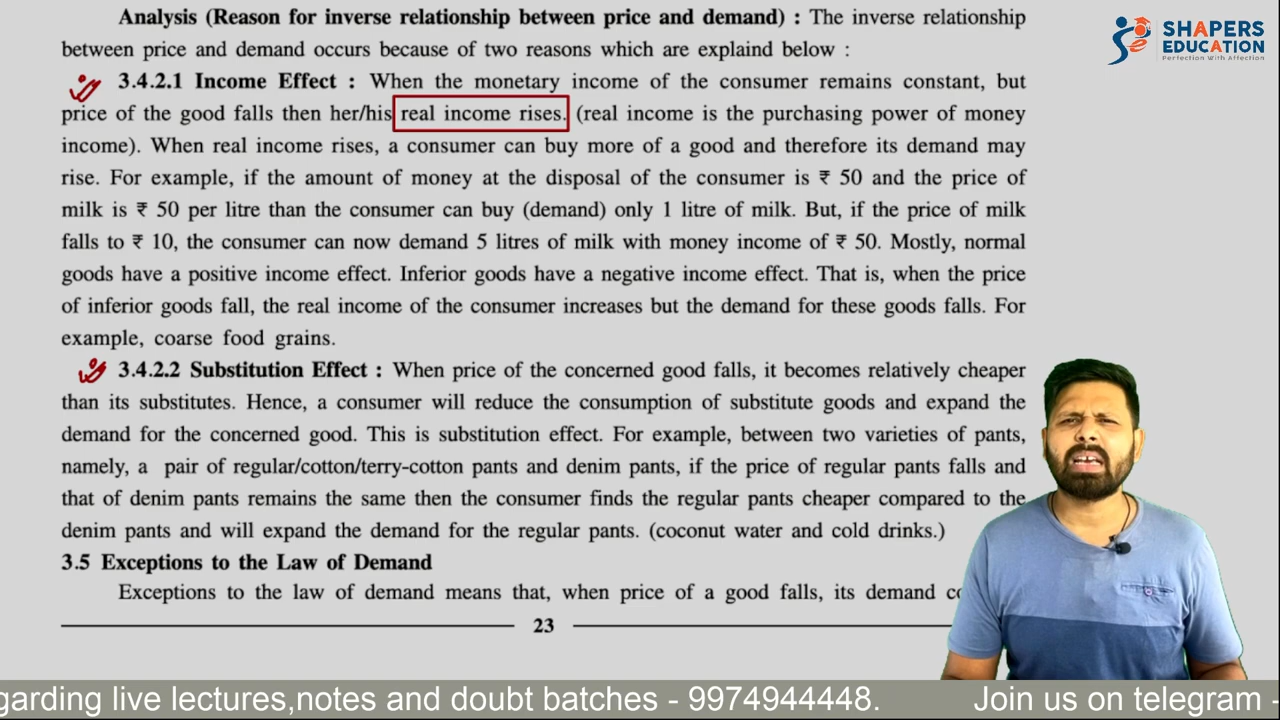 Analysis (Reason for inverse relationship between price and demand) : The inverse relationship
between price and demand occurs because of two reasons which are explaind below :
3.4.2.1 Income Effect : When the monetary income of the consumer remains constant, but
price of the good falls then her/his real income rises. (real income is the purchasing power of money
income). When real income rises, a consumer can buy more of a good and therefore its demand may
rise. For example, if the amount of money at the disposal of the consumer is ₹ 50 and the price of
milk is ₹ 50 per litre than the consumer can buy (demand) only 1 litre of milk. But, if the price of milk
falls to ₹ 10, the consumer can now demand 5 litres of milk with money income of ₹ 50. Mostly, normal
goods have a positive income effect. Inferior goods have a negative income effect. That is, when the price
of inferior goods fall, the real income of the consumer increases but the demand for these goods falls. For
example, coarse food grains.
3.4.2.2 Substitution Effect : When price of the concerned good falls, it becomes relatively cheaper
than its substitutes. Hence, a consumer will reduce the consumption of substitute goods and expand the
demand for the concerned good. This is substitution effect. For example, between two varieties of pants,
namely, a pair of regular/cotton/terry-cotton pants and denim pants, if the price of regular pants falls and
that of denim pants remains the same then the consumer finds the regular pants cheaper compared to the
denim pants and will expand the demand for the regular pants. (coconut water and cold drinks.)
3.5 Exceptions to the Law of Demand
Exceptions to the law of demand means that, when price of a good falls, its demand
23
SHAPERS
EDUCATION
Perfection With Affection
garding live lectures,notes and doubt batches - 9974944448. Join us on telegram -